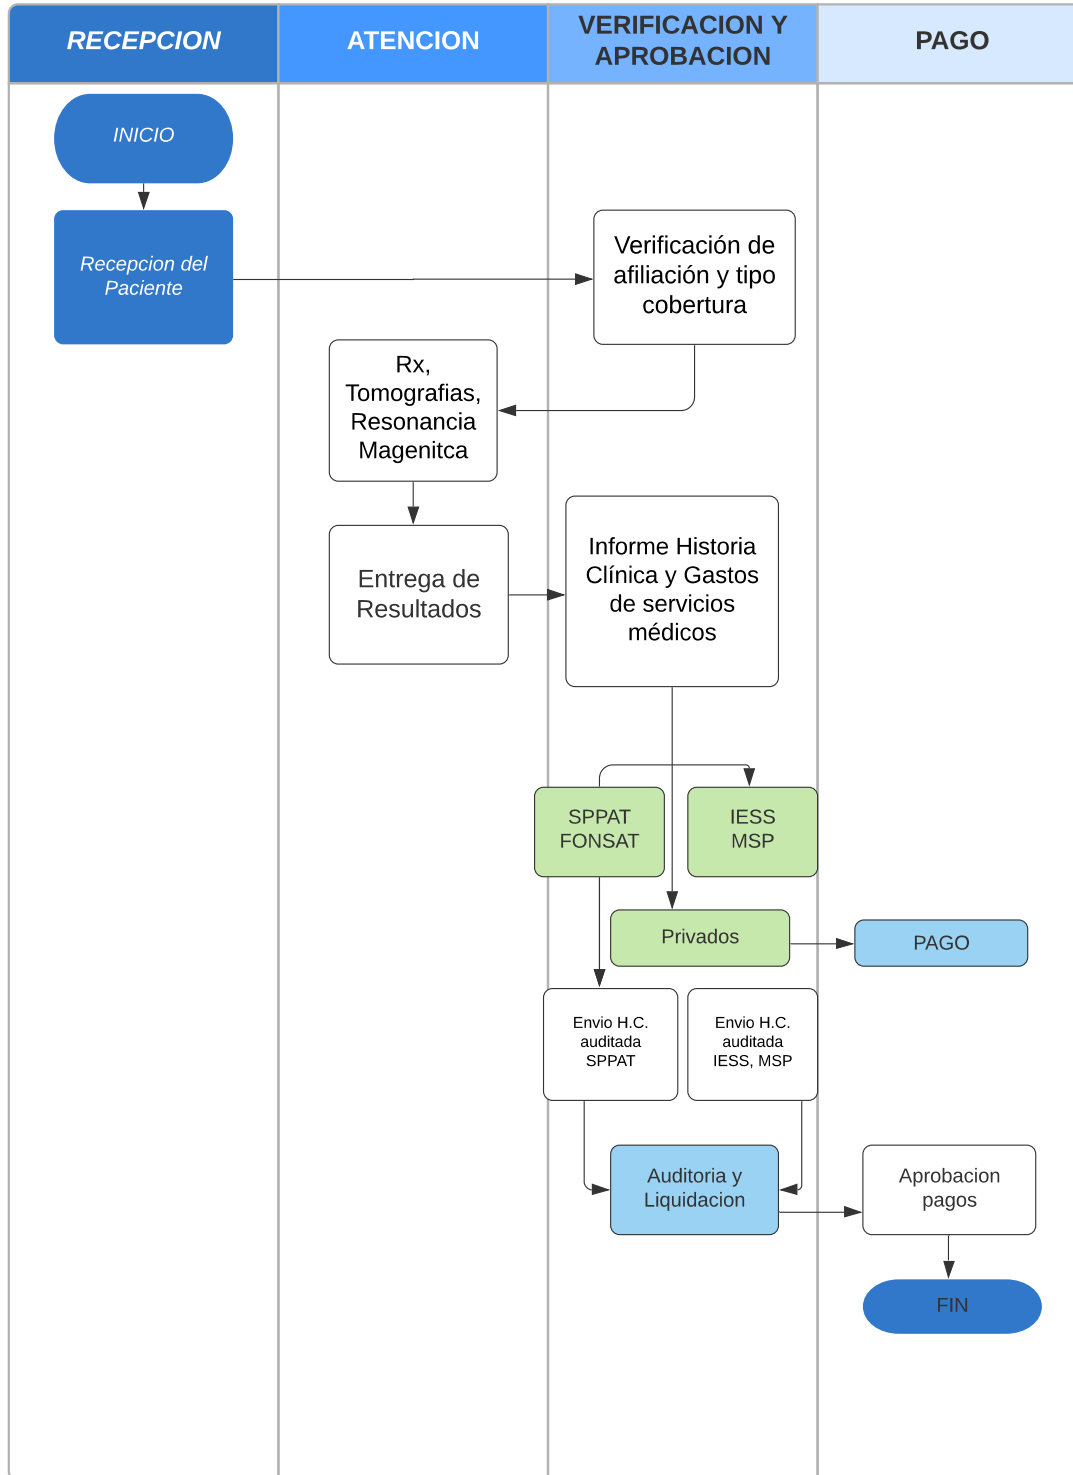 RECEPCION
ATENCION
VERIFICACION Y
APROBACION
PAGO
INICIO
Recepcion del
Paciente
Verificación de
afiliación y tipo
cobertura
Rx,
Tomografias,
Resonancia
Magenitca
Entrega de
Resultados
Informe Historia
Clínica y Gastos
de servicios
médicos
SPPAT
FONSAT
IESS
MSP
Privados
PAGO
Envio H.C.
auditada
SPPAT
Envio H.C.
auditada
IESS, MSP
Auditoria y
Liquidacion
Aprobacion
pagos
FIN